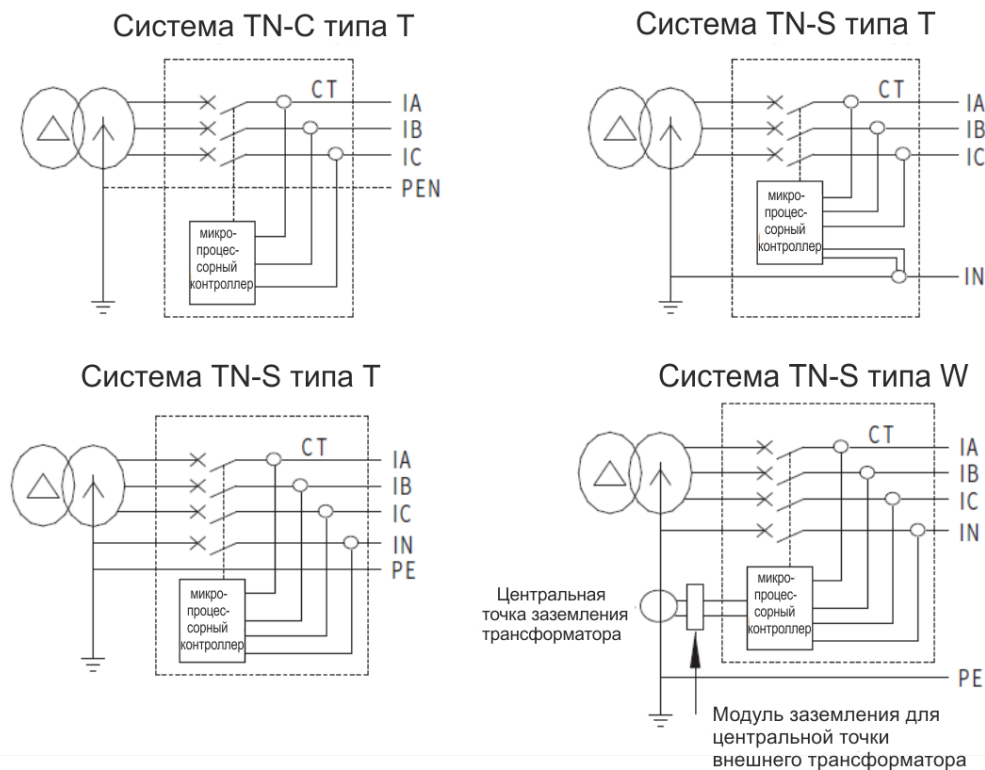 Система TN-C типа Т
CT
IA
IB
IC
PEN
микро-
процес-
сорный
контроллер
Система TN-S типа Т
CT
IA
IB
IC
микро-
процес-
сорный
контроллер
IN
Система TN-S типа Т
CT
IA
IB
IC
IN
PE
микро-
процес-
сорный
контроллер
Система TN-S типа W
CT
IA
IB
IC
IN
микро-
процес-
сорный
контроллер
Центральная
точка заземления
трансформатора
PE
Модуль заземления для
центральной точки
внешнего трансформатора